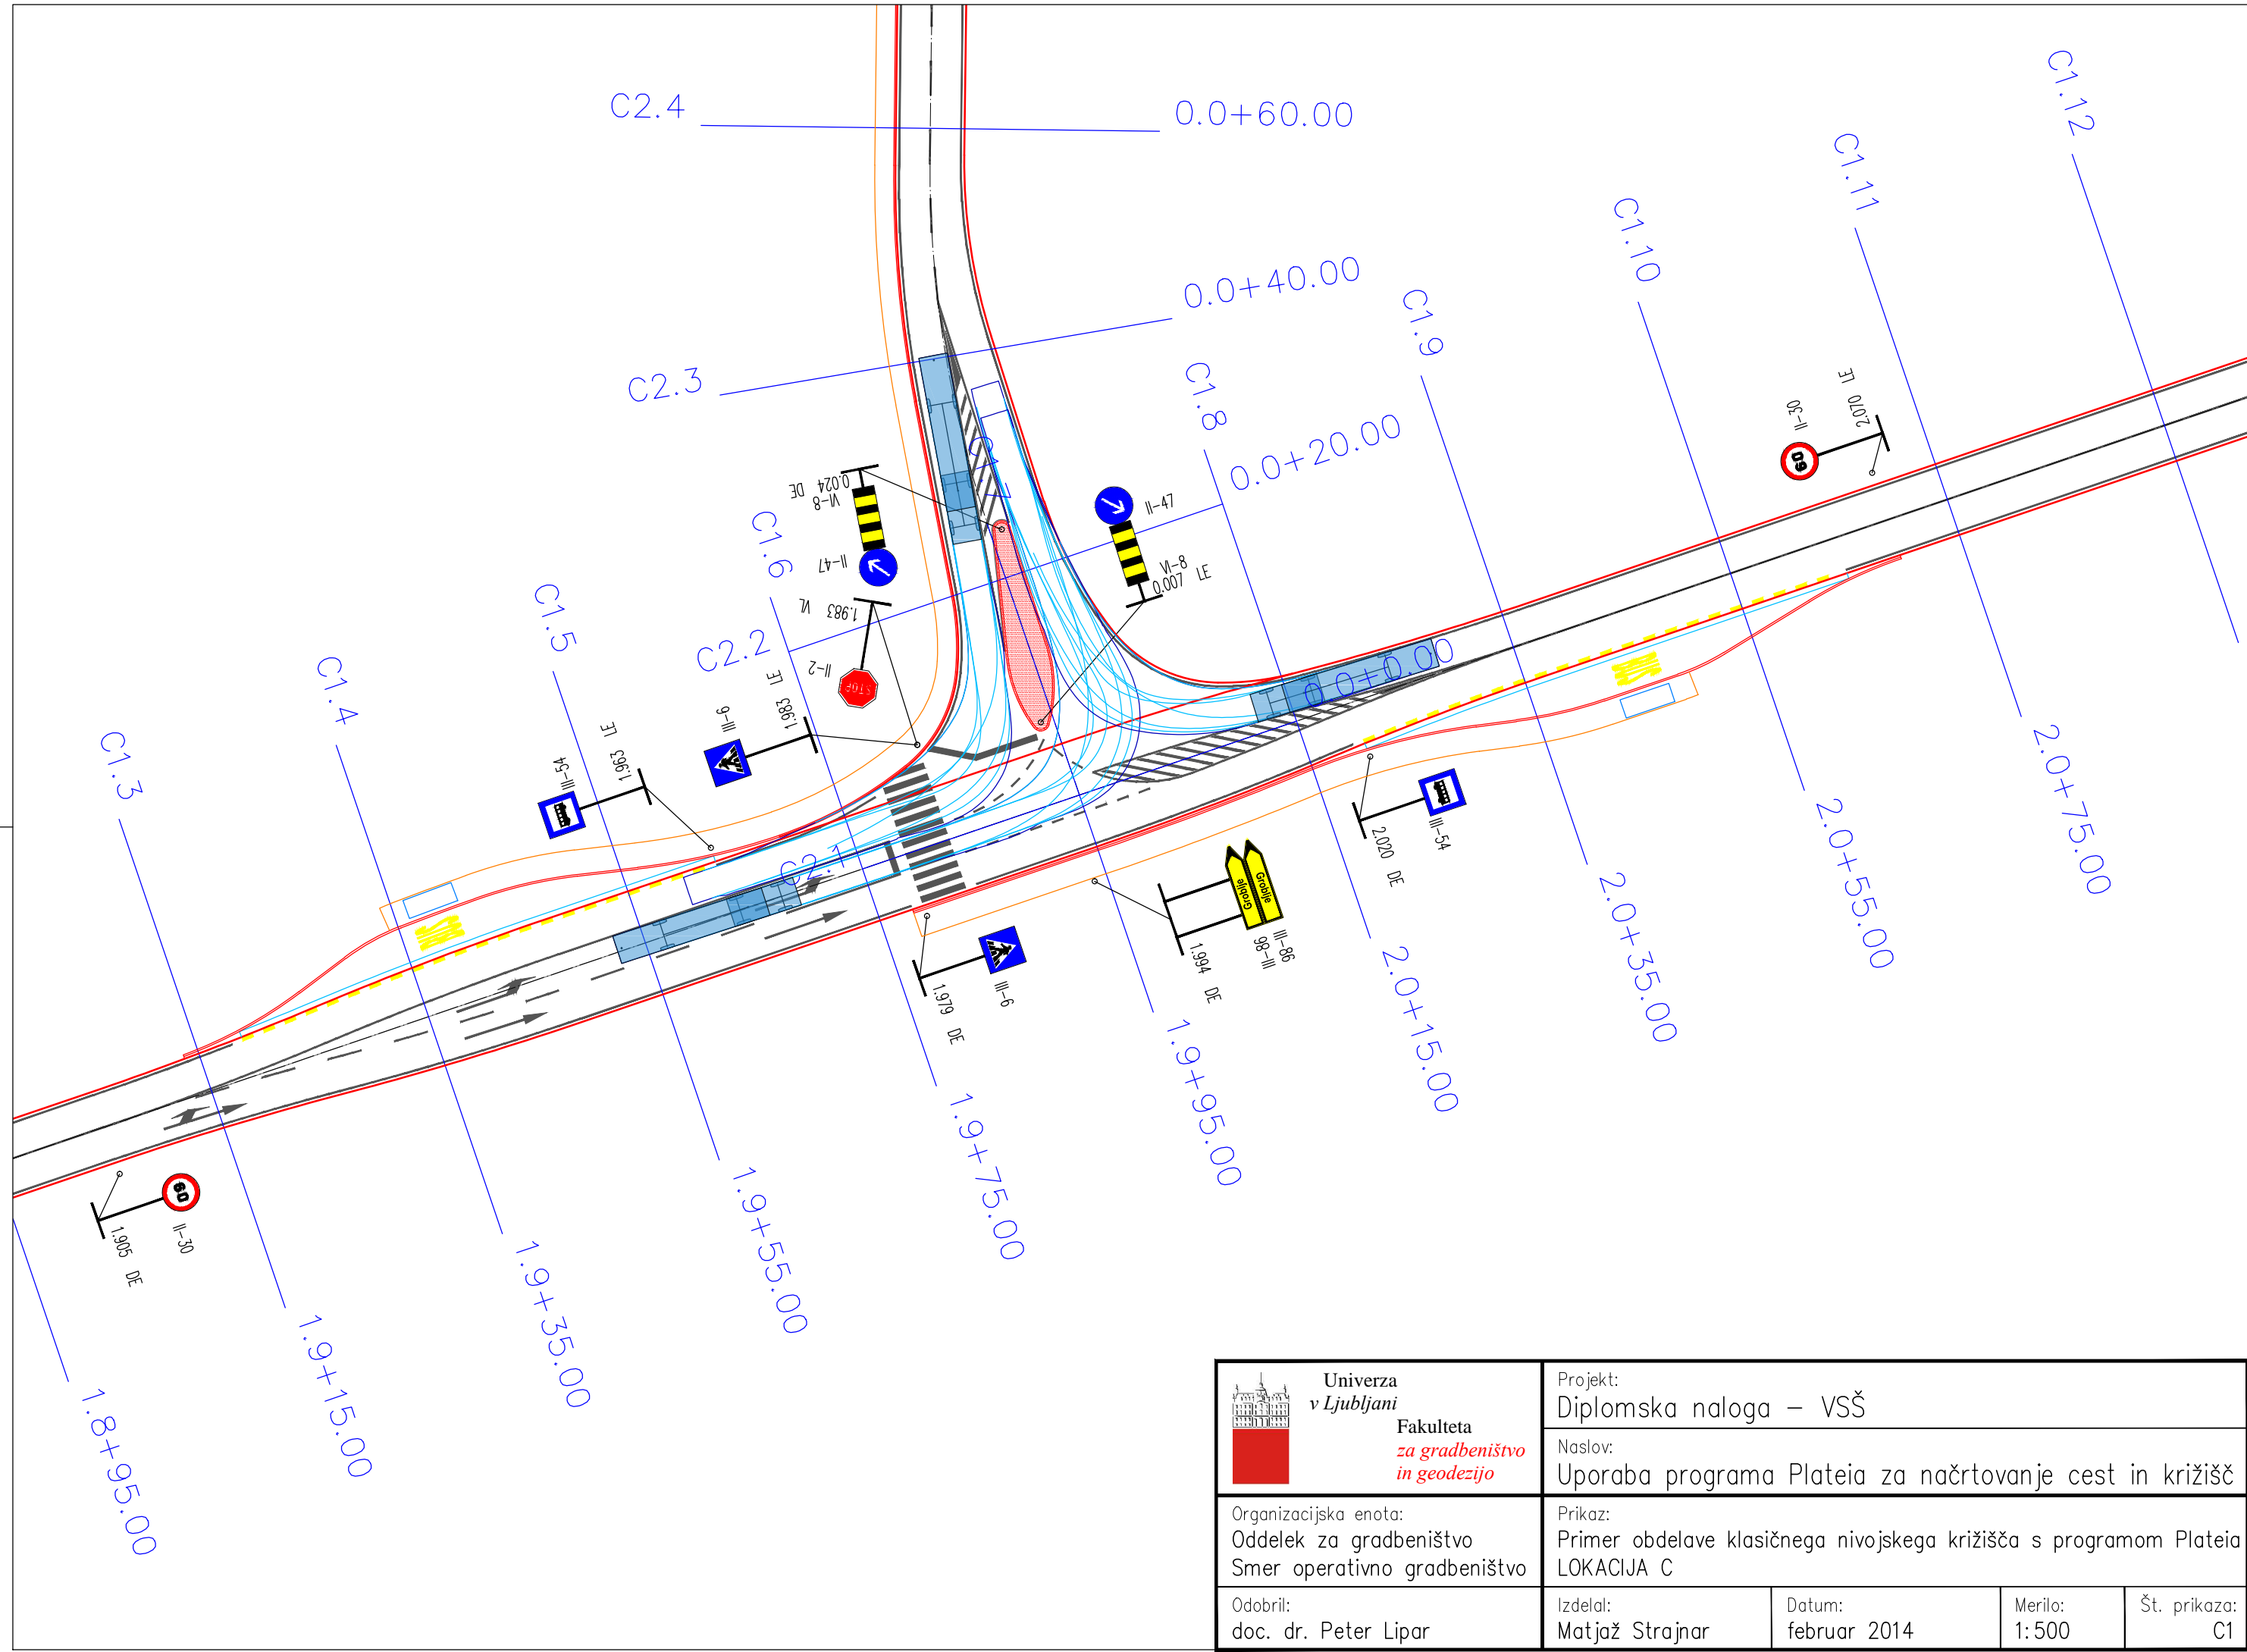 C2.4
0.0+60.00
C1.12
C1.11
C1.10
0.0+40.00
C1.9
C2.3
C1.8
0.0+20.00
C1.7
C1.6
C2.2
C1.5
C1.4
C1.3
0.0+0.00
C2.1
0.024 DE
VI-8
II-47
1.983 VL
II-2
STOP
1.983 LE
III-6
1.963 LE
III-54
II-47
VI-8
0.007 LE
II-30
60
2.070 LE
2.020 DE
III-54
Groblje
Groblje
III-86
III-86
1.994 DE
III-6
1.979 DE
60
II-30
1.905 DE
1.8+95.00
1.9+15.00
1.9+35.00
1.9+55.00
1.9+75.00
1.9+95.00
2.0+15.00
2.0+35.00
2.0+55.00
2.0+75.00
Univerza
v Ljubljani
Fakulteta
za gradbeništvo
in geodezijo
Projekt:
Diplomska naloga – VSŠ
Naslov:
Uporaba programa Plateia za načrtovanje cest in križišč
Organizacijska enota:
Oddelek za gradbeništvo
Smer operativno gradbeništvo
Prikaz:
Primer obdelave klasičnega nivojskega križišča s programom Plateia
LOKACIJA C
Odobril:
doc. dr. Peter Lipar
Izdelal:
Matjaž Strajnar
Datum:
februar 2014
Merilo:
1:500
Št. prikaza:
C1